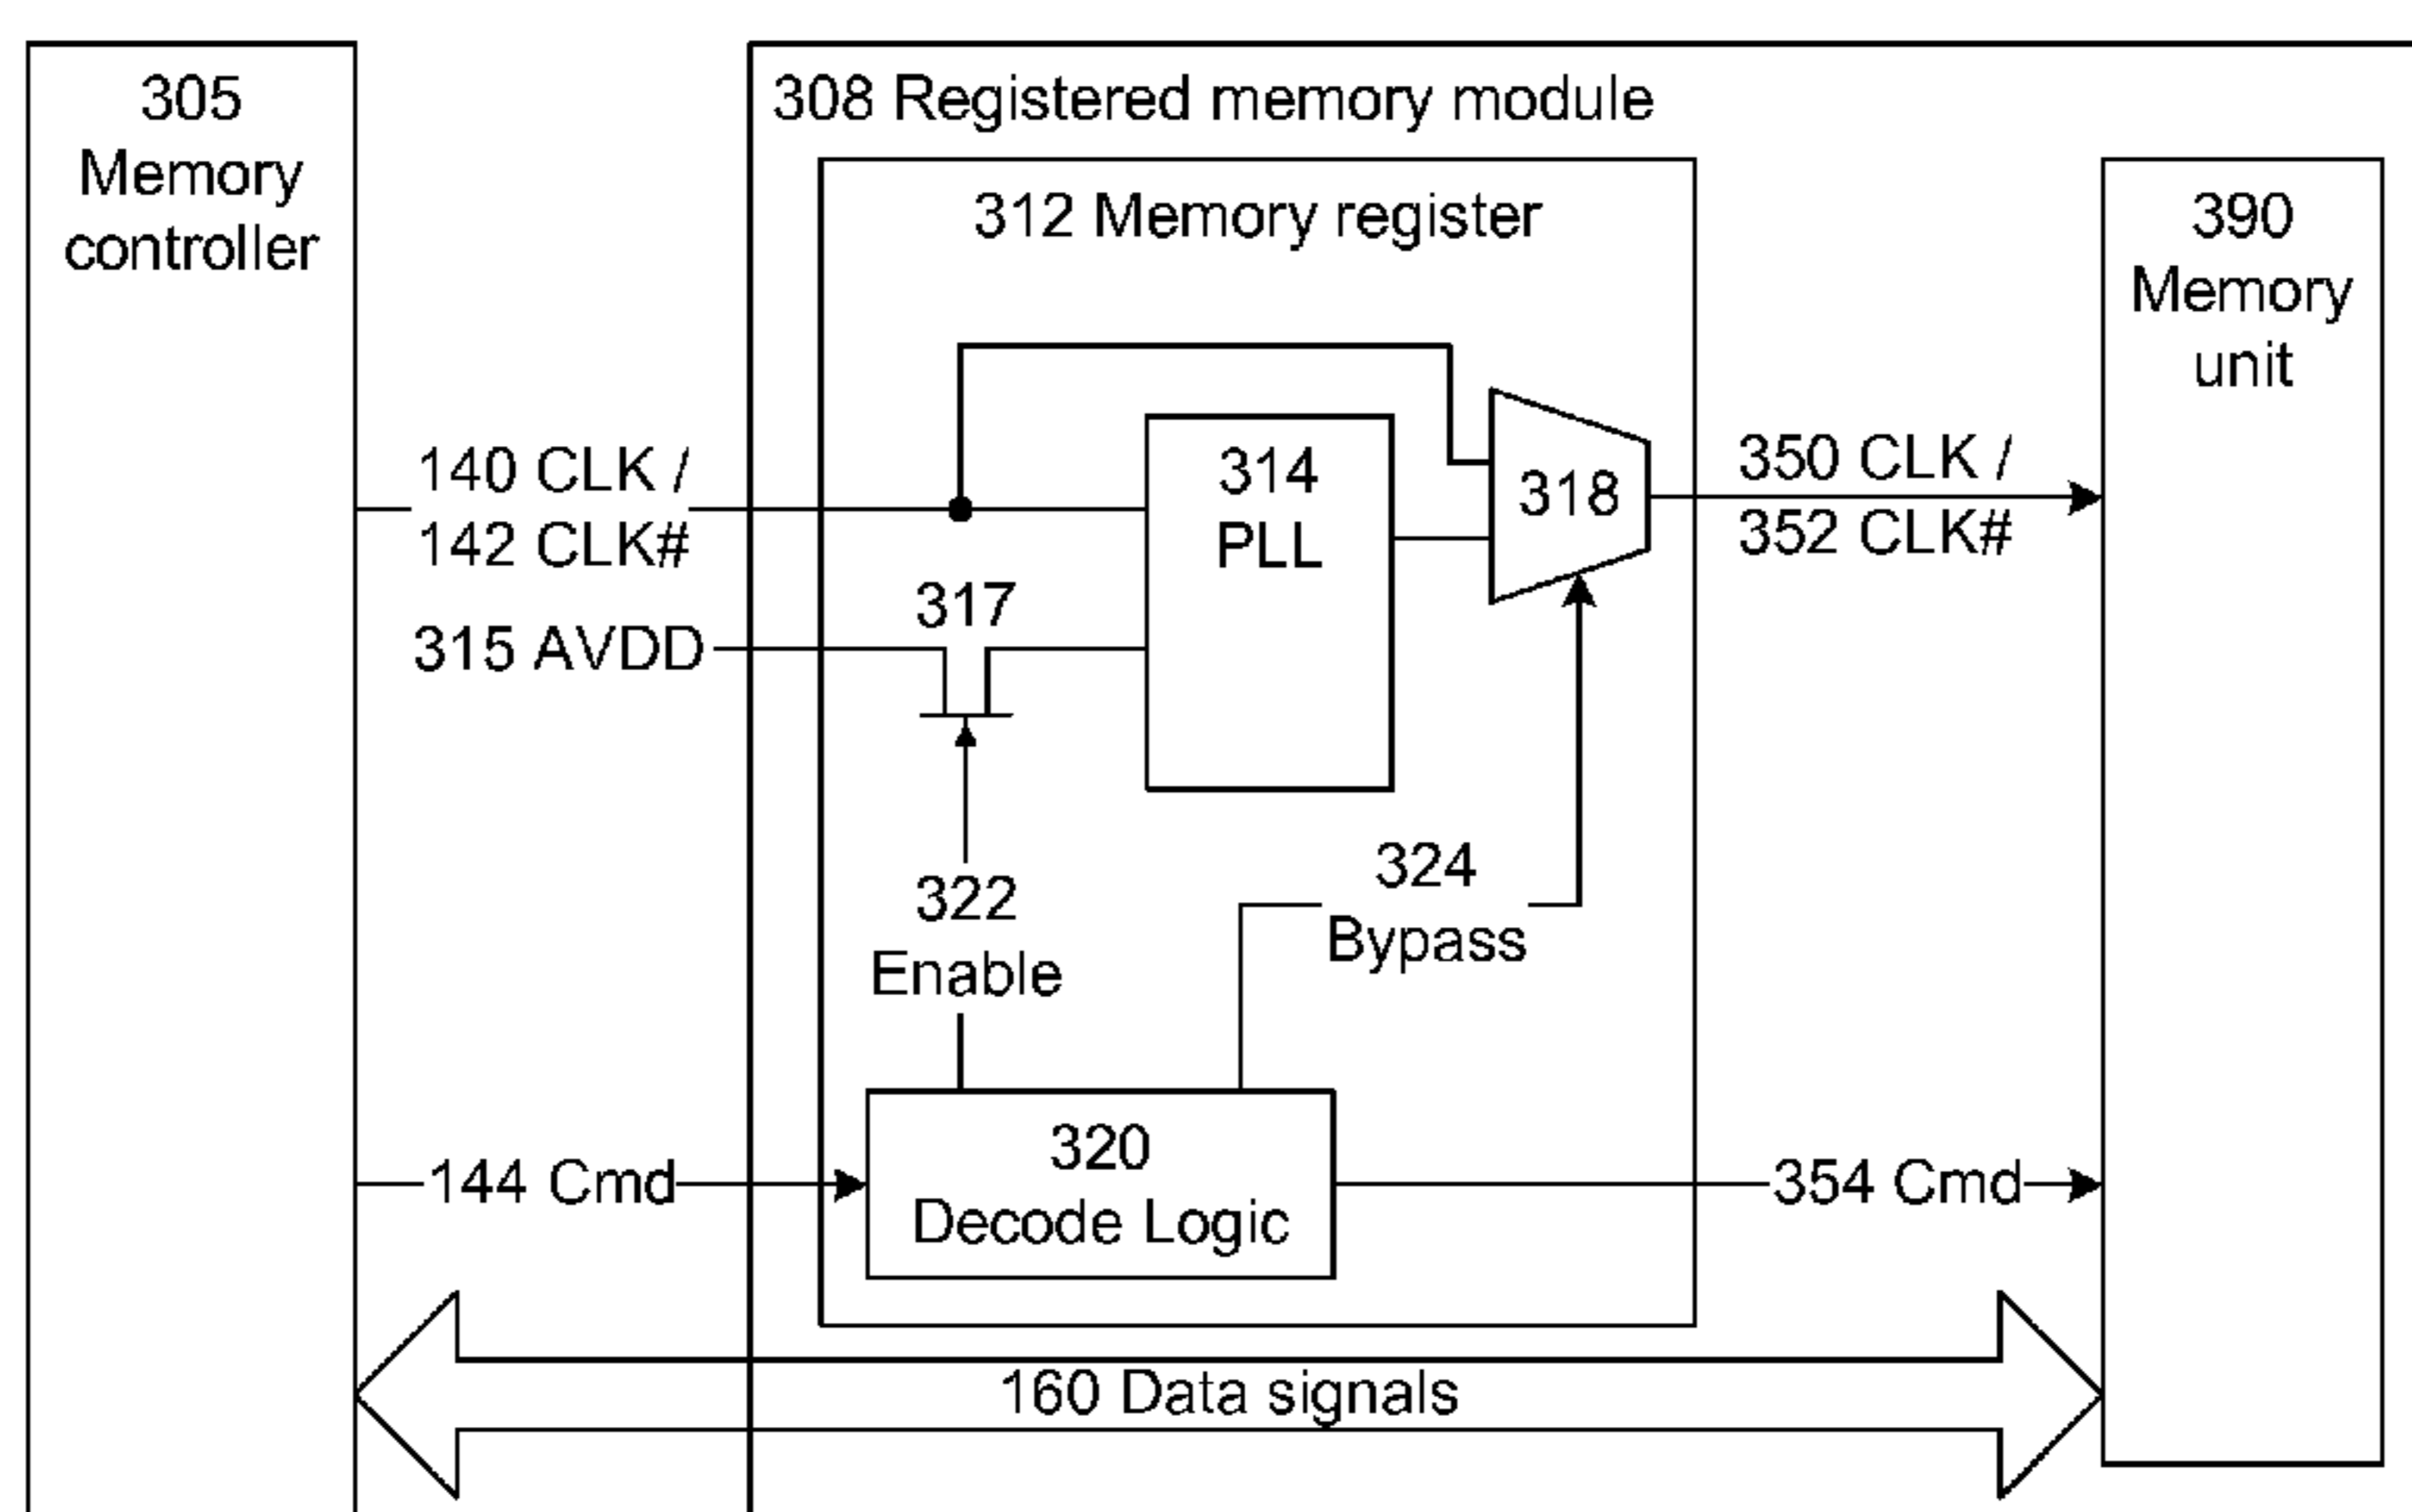 305
Memory
controller
308 Registered memory module
312 Memory register
390
Memory
unit
140 CLK /
142 CLK#
314
PLL
318
350 CLK /
352 CLK#
317
315 AVDD
322
Enable
324
Bypass
144 Cmd
320
Decode Logic
354 Cmd
160 Data signals